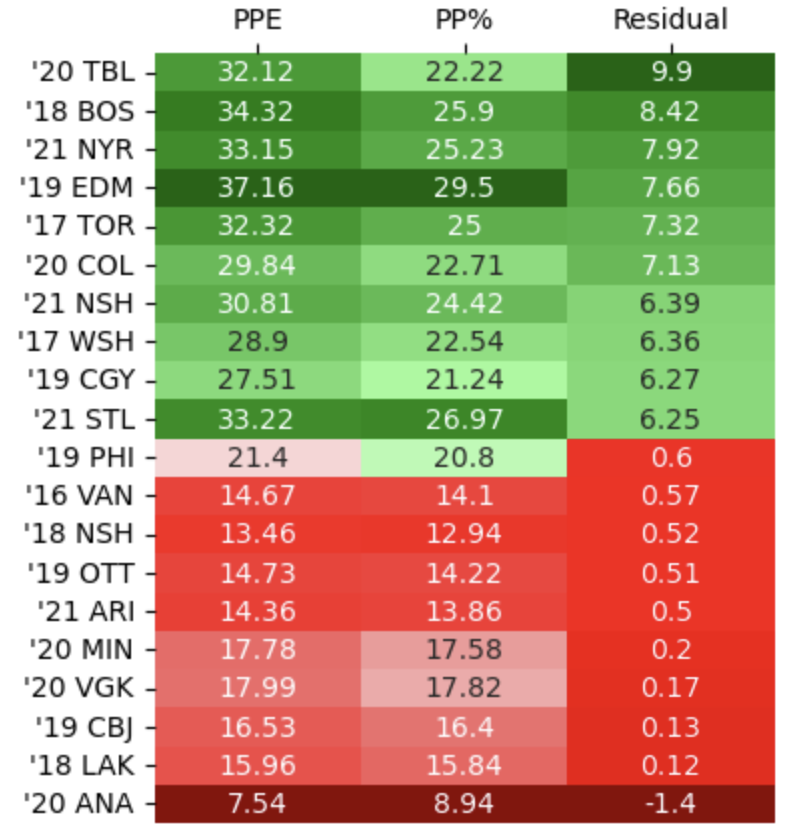 PPE PP% Residual
'20 TBL 32.12 22.22 9.9
'18 BOS 34.32 25.9 8.42
'21 NYR 33.15 25.23 7.92
'19 EDM 37.16 29.5 7.66
'17 TOR 32.32 25 7.32
'20 COL 29.84 22.71 7.13
'21 NSH 30.81 24.42 6.39
'17 WSH 28.9 22.54 6.36
'19 CGY 27.51 21.24 6.27
'21 STL 33.22 26.97 6.25
'19 PHI 21.4 20.8 0.6
'16 VAN 14.67 14.1 0.57
'18 NSH 13.46 12.94 0.52
'19 OTT 14.73 14.22 0.51
'21 ARI 14.36 13.86 0.5
'20 MIN 17.78 17.58 0.2
'20 VGK 17.99 17.82 0.17
'19 CBJ 16.53 16.4 0.13
'18 LAK 15.96 15.84 0.12
'20 ANA 7.54 8.94 -1.4